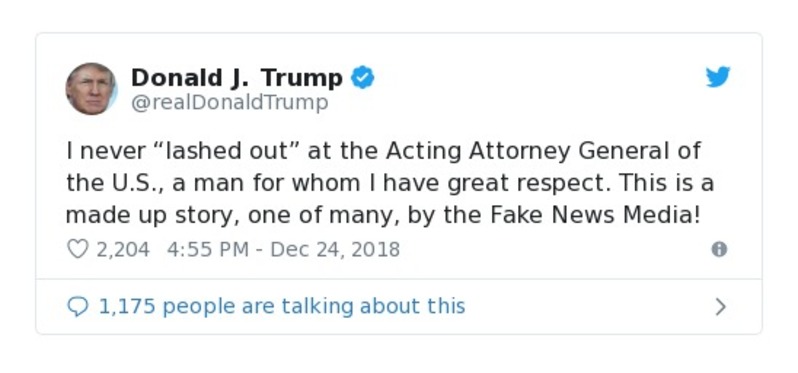 Donald J. Trump
@realDonaldTrump
I never “lashed out” at the Acting Attorney General of
the U.S., a man for whom I have great respect. This is a
made up story, one of many, by the Fake News Media!
2,204 4:55 PM - Dec 24, 2018
1,175 people are talking about this